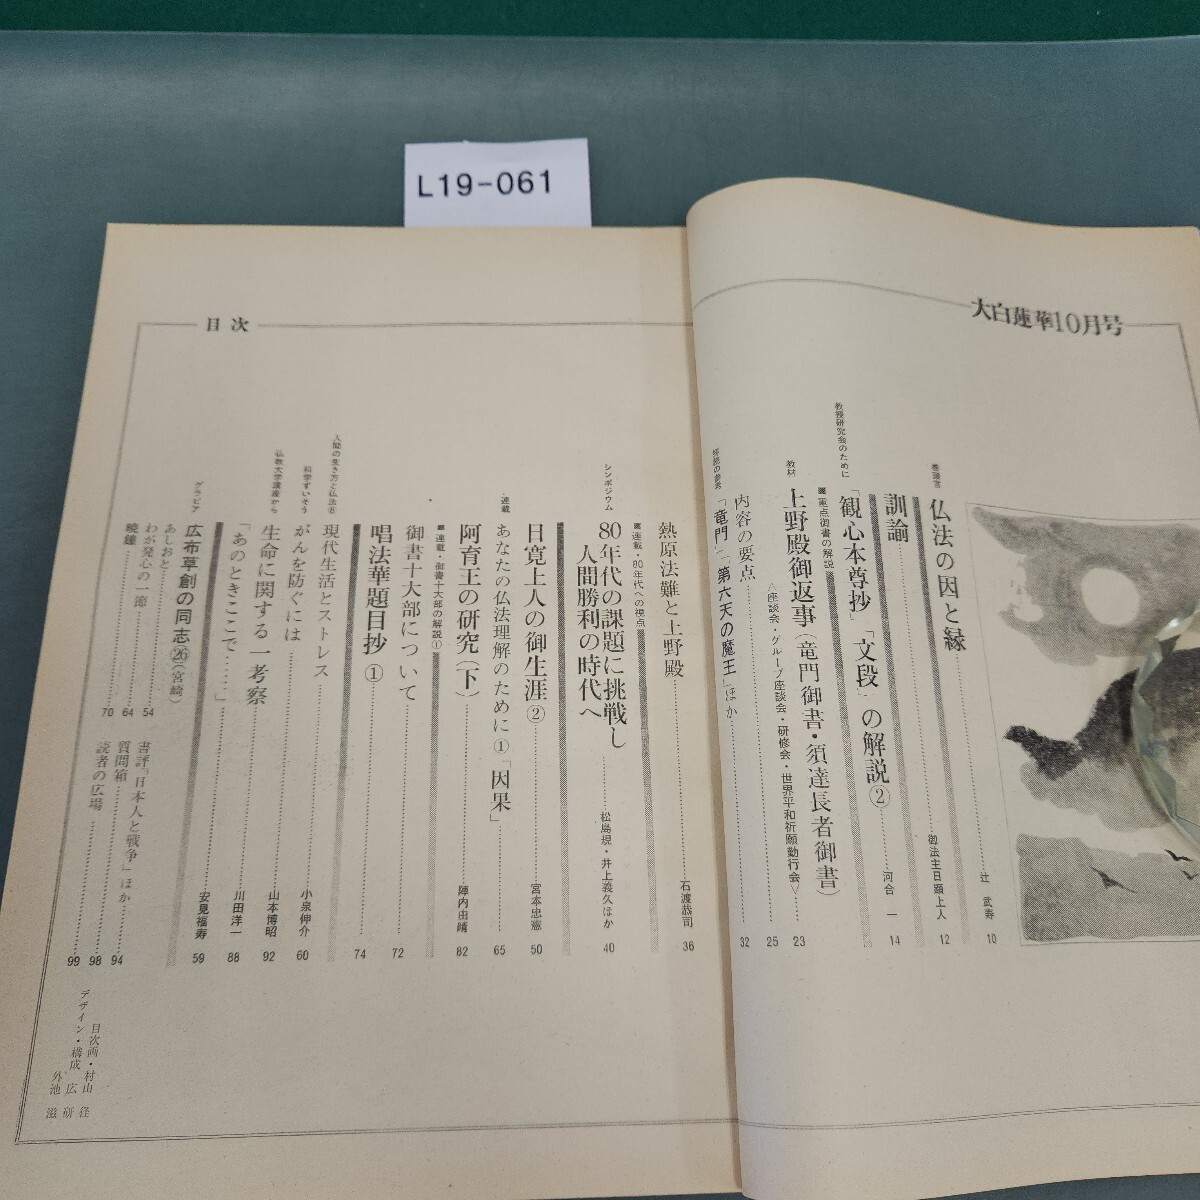 L19-061
大白蓮華10月号
目次
巻頭言
仏法の因と縁
辻 武寿
10
訓諭
御法主日顕上人
12
教授研究会のために
「観心本尊抄」「文段」の解説②
河合 一
14
■重点御書の解説
教材
上野殿御返事(竜門御書・須達長者御書)
23
△座談会・グループ座談会・研修会・世界平和祈願勤行会▽
内容の要点
25
研鑽の参考
「竜門」「第六天の魔王」ほか
32
熱原法難と上野殿
石渡恭司
36
■連載・80年代への視点
シンポジウム
80年代の課題に挑戦し
人間勝利の時代へ
松島規・井上義久ほか
40
日寛上人の御生涯②
宮本忠憲
50
連載
あなたの仏法理解のために①「因果」
65
阿育王の研究(下)
陣内由晴
82
■連載・御書十大部の解説①
御書十大部について
72
唱法華題目抄①
74
人間の生き方と仏法⑧
現代生活とストレス
科学ずいそう
がんを防ぐには
小泉伸介
60
仏教大学講座から
生命に関する一考察
山本博昭
92
「あのときここで……」
川田洋一
88
グラビア
広布草創の同志㉖(宮崎)
安見福寿
59
あしおと
54
わが発心の一節
64
暁鐘
70
書評「日本人と戦争」ほか
94
質問箱
98
読者の広場
99
目次画・村山 径
デザイン・構成 広研
外池 滋